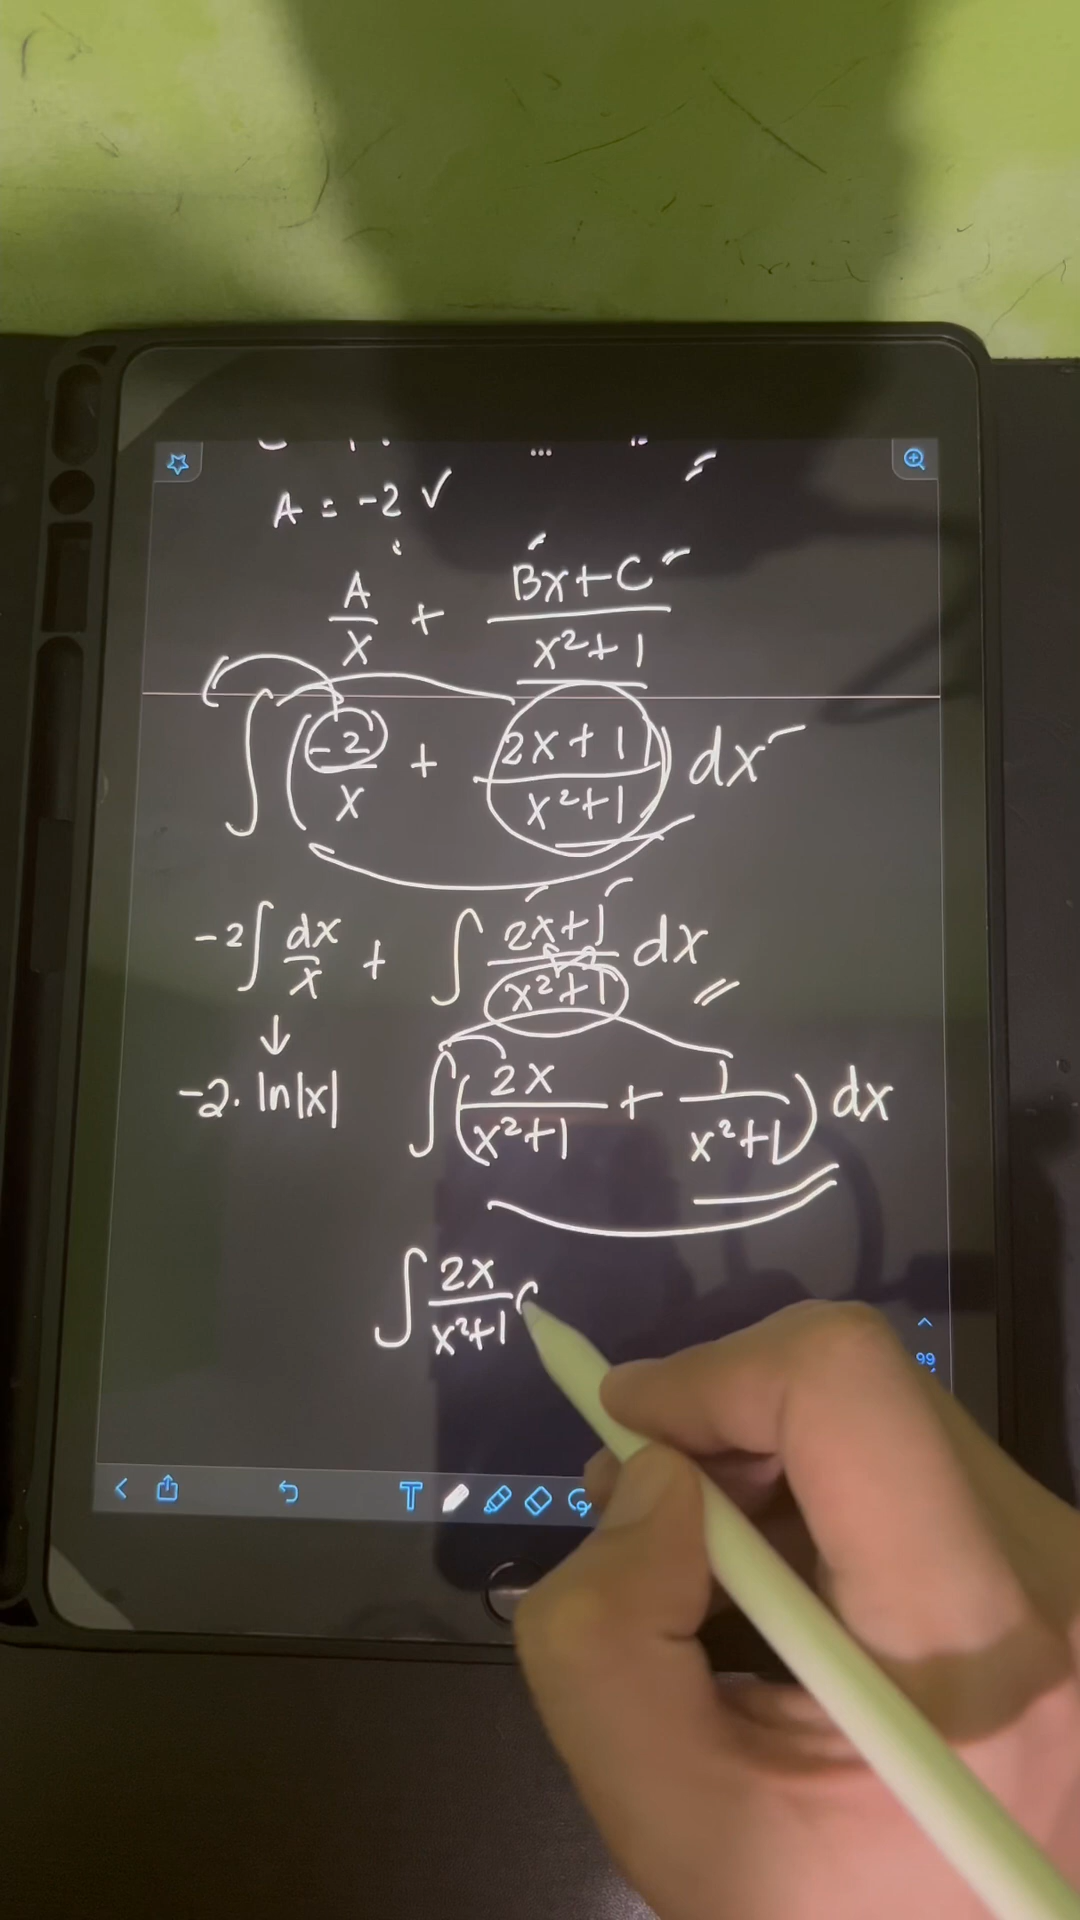 A = -2 ✓
A/x + Bx+C/x²+1
∫(-2/x + 2x+1/x²+1) dx
-2∫ dx/x + ∫ 2x+1/x²+1 dx
↓
-2. ln|x| ∫(2x/x²+1 + 1/x²+1) dx
∫ 2x/x²+1
99
T